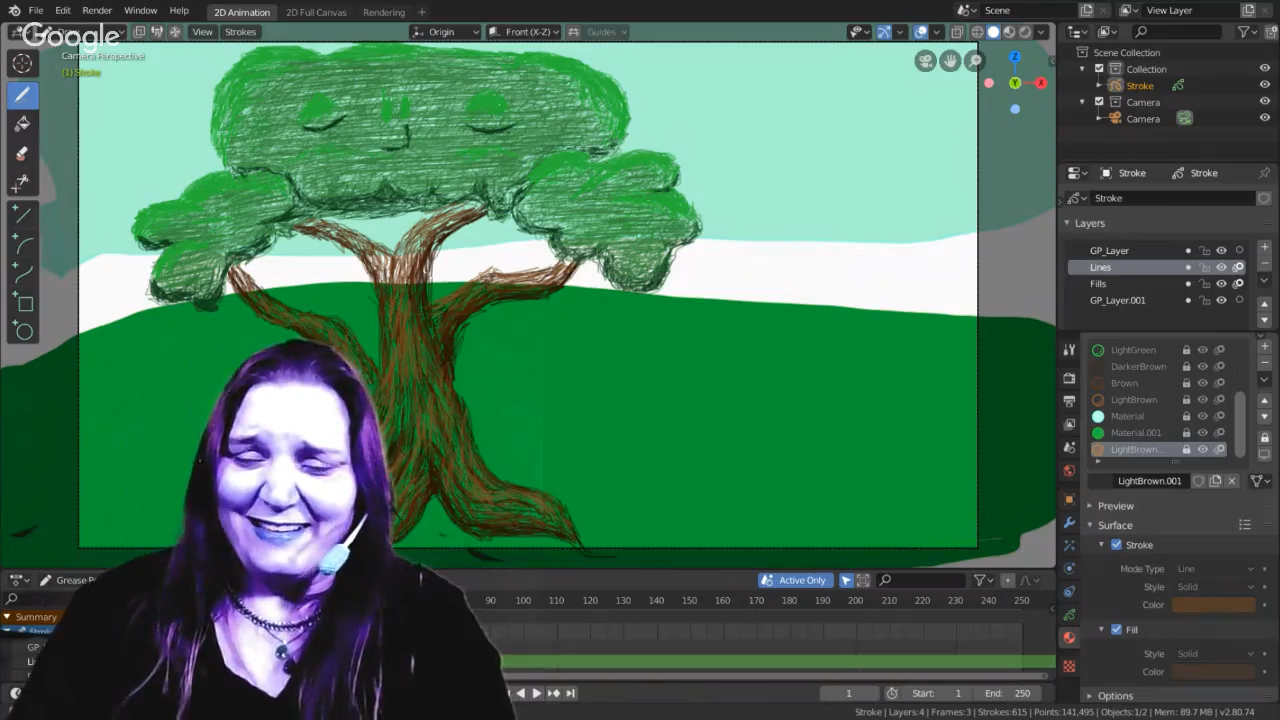 File Edit Render Window Help 2D Animation 2D Full Canvas Rendering + Scene View Layer
Google View Strokes Origin Front (X-Z) Guides
Camera Perspective
(1) Stroke
Z
Y X
Scene Collection
Collection
Stroke
Camera
Camera
Stroke Stroke
Stroke
Layers
GP_Layer
Lines
Fills
GP_Layer.001
LightGreen
DarkerBrown
Brown
LightBrown
Material
Material.001
LightBrown...
LightBrown.001
Preview
Surface
Stroke
Mode Type Line
Style Solid
Color
Fill
Style Solid
Color
Options
Grease Active Only
90 100 110 120 130 140 150 160 170 180 190 200 210 220 230 240 250
Summary
Strok
GP_
1 Start: 1 End: 250
Stroke | Layers:4 | Frames:3 | Strokes:615 | Points:141,495 | Objects:1/2 | Mem: 89.7 MB | v2.80.74